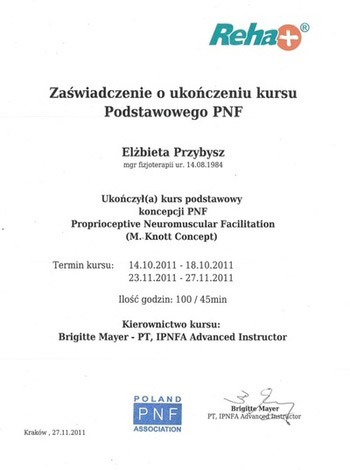 Reha+®
Zaświadczenie o ukończeniu kursu
Podstawowego PNF
Elżbieta Przybysz
mgr fizjoterapii ur. 14.08.1984
Ukończył(a) kurs podstawowy
koncepcji PNF
Proprioceptive Neuromuscular Facilitation
(M. Knott Concept)
Termin kursu: 14.10.2011 - 18.10.2011
23.11.2011 - 27.11.2011
Ilość godzin: 100 / 45min
Kierownictwo kursu:
Brigitte Mayer - PT, IPNFA Advanced Instructor
POLAND
PNF
ASSOCIATION
Brigitte Mayer
PT, IPNFA Advanced Instructor
Kraków , 27.11.2011